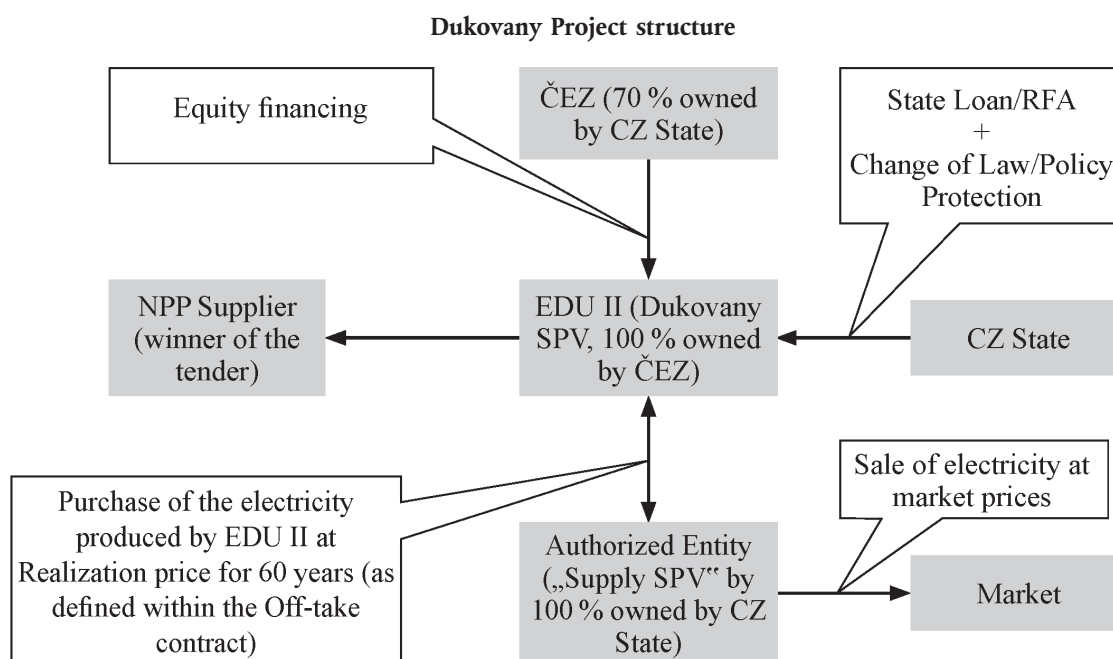 Dukovany Project structure
Equity financing
ČEZ (70 % owned
by CZ State)
State Loan/RFA
+
Change of Law/Policy
Protection
NPP Supplier
(winner of the
tender)
EDU II (Dukovany
SPV, 100 % owned
by ČEZ)
CZ State
Purchase of the electricity
produced by EDU II at
Realization price for 60 years (as
defined within the Off-take
contract)
Authorized Entity
(„Supply SPV‟ by
100 % owned by CZ
State)
Sale of electricity at
market prices
Market